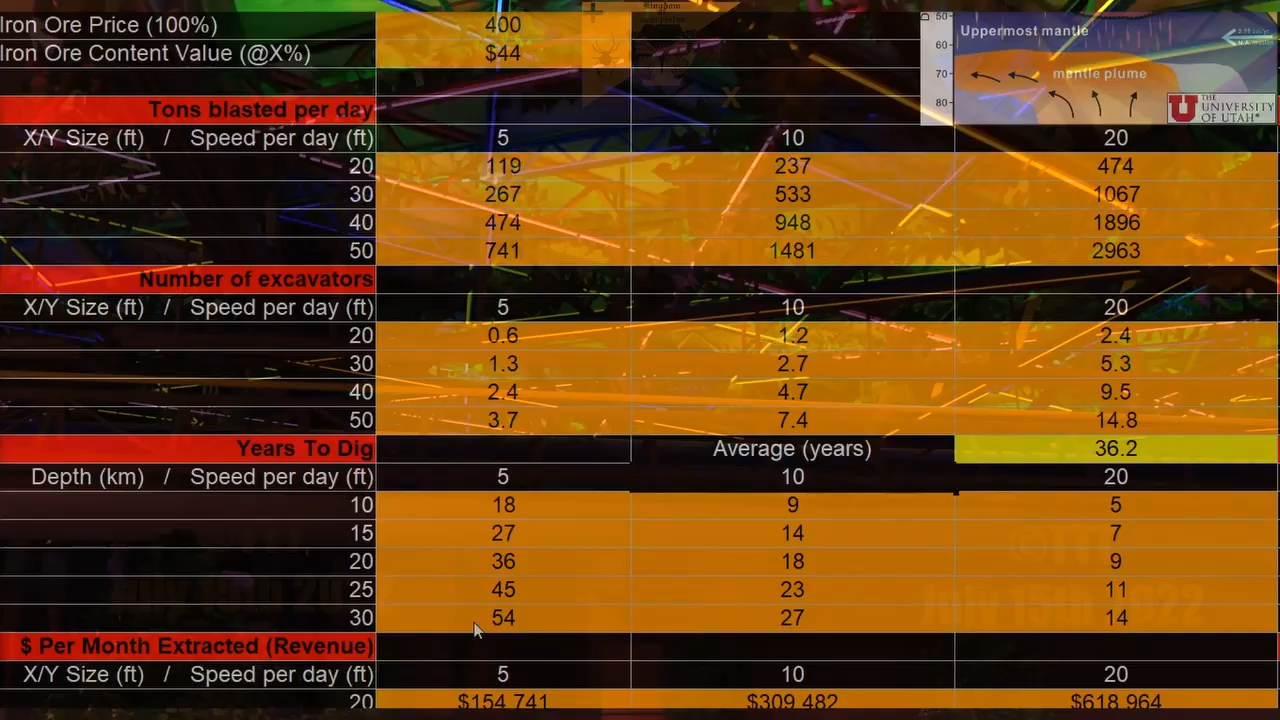 Iron Ore Price (100%) 400
Iron Ore Content Value (@X%) $44
Tons blasted per day
X/Y Size (ft) / Speed per day (ft) 5 10 20
20 119 237 474
30 267 533 1067
40 474 948 1896
50 741 1481 2963
Number of excavators
X/Y Size (ft) / Speed per day (ft) 5 10 20
20 0.6 1.2 2.4
30 1.3 2.7 5.3
40 2.4 4.7 9.5
50 3.7 7.4 14.8
Years To Dig Average (years) 36.2
Depth (km) / Speed per day (ft) 5 10 20
10 18 9 5
15 27 14 7
20 36 18 9
25 45 23 11
30 54 27 14
$ Per Month Extracted (Revenue)
X/Y Size (ft) / Speed per day (ft) 5 10 20
20 $154,741 $309,482 $618,964
50
Uppermost mantle
60
70
mantle plume
80
THE
UNIVERSITY
OF UTAH